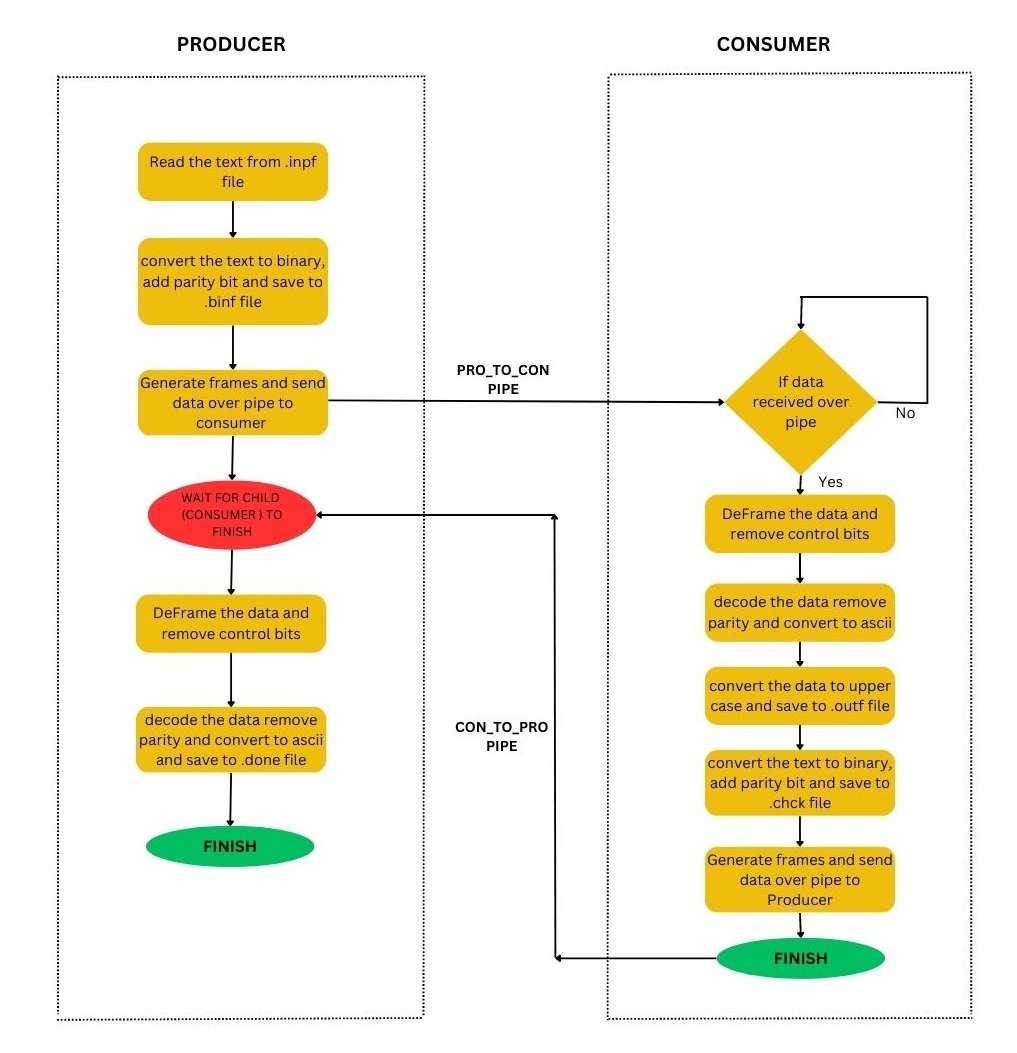 PRODUCER
Read the text from .inpf
file
convert the text to binary,
add parity bit and save to
.binf file
Generate frames and send
data over pipe to
consumer
WAIT FOR CHILD
(CONSUMER ) TO
FINISH
DeFrame the data and
remove control bits
decode the data remove
parity and convert to ascii
and save to .done file
FINISH
PRO_TO_CON
PIPE
CON_TO_PRO
PIPE
CONSUMER
If data
received over
pipe
No
Yes
DeFrame the data and
remove control bits
decode the data remove
parity and convert to ascii
convert the data to upper
case and save to .outf file
convert the text to binary,
add parity bit and save to
.chck file
Generate frames and send
data over pipe to
Producer
FINISH